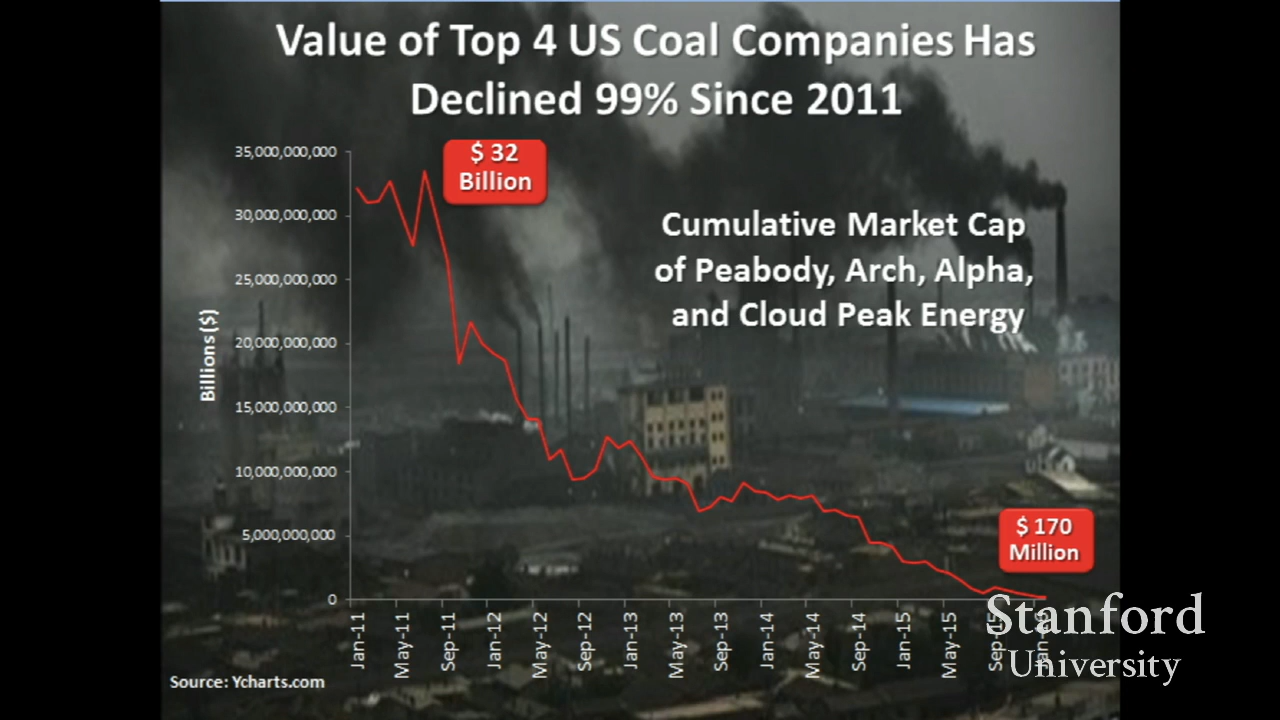 Value of Top 4 US Coal Companies Has
Declined 99% Since 2011
$ 32
Billion
Cumulative Market Cap
of Peabody, Arch, Alpha,
and Cloud Peak Energy
Billions ($)
35,000,000,000
30,000,000,000
25,000,000,000
20,000,000,000
15,000,000,000
10,000,000,000
5,000,000,000
0
$ 170
Million
Jan-11
May-11
Sep-11
Jan-12
May-12
Sep-12
Jan-13
May-13
Sep-13
Jan-14
May-14
Sep-14
Jan-15
May-15
Source: Ycharts.com
Stanford
University